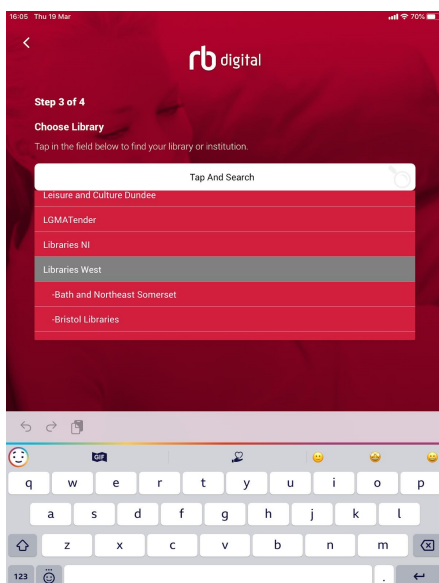 16:05 Thu 19 Mar 70%
rb digital
Step 3 of 4
Choose Library
Tap in the field below to find your library or institution.
Tap And Search
Leisure and Culture Dundee
LGMATender
Libraries NI
Libraries West
-Bath and Northeast Somerset
-Bristol Libraries
GIF
q w e r t y u i o p
a s d f g h j k l
z x c v b n m
123 .